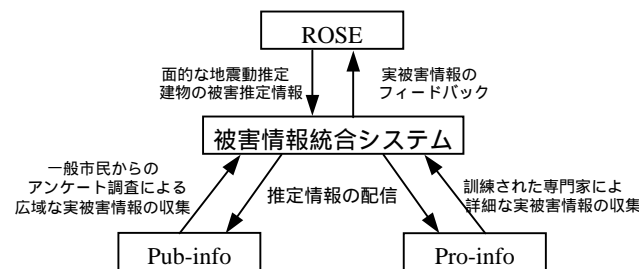 ROSE
面的な地震動推定
建物の被害推定情報
実被害情報の
フィードバック
被害情報統合システム
一般市民からの
アンケート調査による
広域な実被害情報の収集
推定情報の配信
訓練された専門家によ
詳細な実被害情報の収集
Pub-info
Pro-info